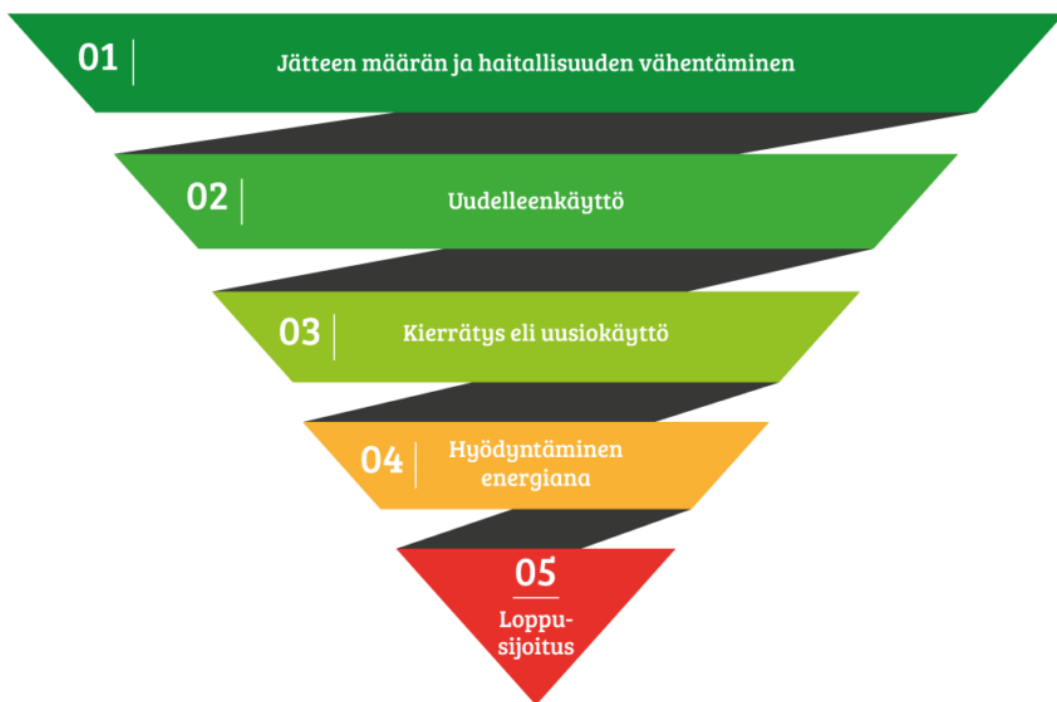 01
Jätteen määrän ja haitallisuuden vähentäminen
02
Uudelleenkäyttö
03
Kierrätys eli uusiokäyttö
04
Hyödyntäminen
energiana
05
Loppu-
sijoitus